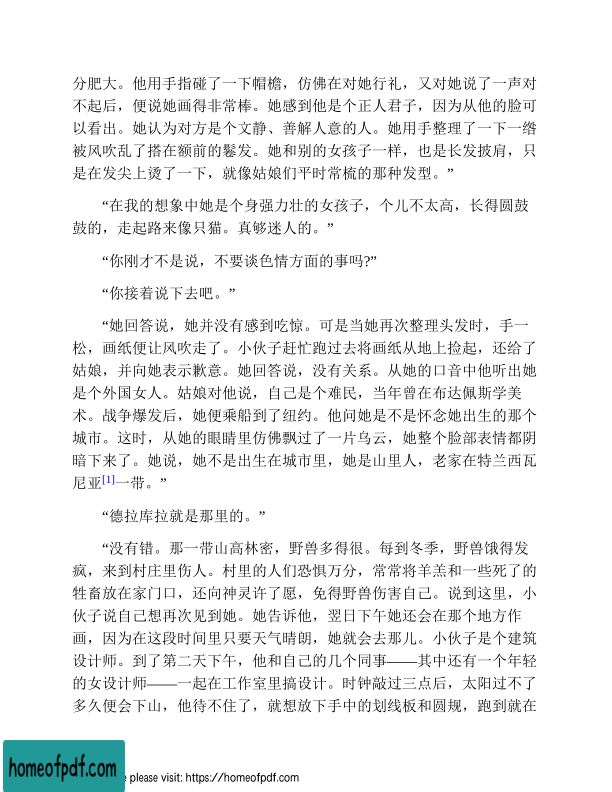 分肥大。他用手指碰了一下帽檐，仿佛在对她行礼，又对她说了一声对
不起后，便说她画得非常棒。她感到他是个正人君子，因为从他的脸可
以看出。她认为对方是个文静、善解人意的人。她用手整理了一下一绺
被风吹乱了搭在额前的鬈发。她和别的女孩子一样，也是长发披肩，只
是在发尖上烫了一下，就像姑娘们平时常梳的那种发型。”
“在我的想象中她是个身强力壮的女孩子，个儿不太高，长得圆鼓
鼓的，走起路来像只猫。真够迷人的。”
“你刚才不是说，不要谈色情方面的事吗?”
“你接着说下去吧。”
“她回答说，她并没有感到吃惊。可是当她再次整理头发时，手一
松，画纸便让风吹走了。小伙子赶忙跑过去将画纸从地上捡起，还给了
姑娘，并向她表示歉意。她回答说，没有关系。从她的口音中他听出她
是个外国女人。姑娘对他说，自己是个难民，当年曾在布达佩斯学美
术。战争爆发后，她便乘船到了纽约。他问她是不是怀念她出生的那个
城市。这时，从她的眼睛里仿佛飘过了一片乌云，她整个脸部表情都阴
暗下来了。她说，她不是出生在城市里，她是山里人，老家在特兰西瓦
尼亚[1]一带。”
“德拉库拉就是那里的。”
“没有错。那一带山高林密，野兽多得很。每到冬季，野兽饿得发
疯，来到村庄里伤人。村里的人们恐惧万分，常常将羊羔和一些死了的
牲畜放在家门口，还向神灵许了愿，免得野兽伤害自己。说到这里，小
伙子说自己想再次见到她。她告诉他，翌日下午她还会在那个地方作
画，因为在这段时间里只要天气晴朗，她就会去那儿。小伙子是个建筑
设计师。到了第二天下午，他和自己的几个同事——其中还有一个年轻
的女设计师——一起在工作室里搞设计。时钟敲过三点后，太阳过不了
多久便会下山，他待不住了，就想放下手中的划线板和圆规，跑到就在
homeofpdf.com
e please visit: https://homeofpdf.com